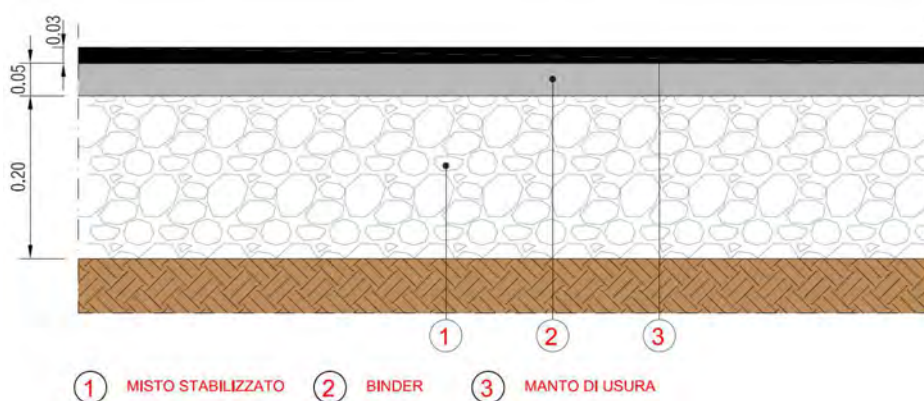 0.03
0.05
0.20
1 2 3
1 MISTO STABILIZZATO 2 BINDER 3 MANTO DI USURA